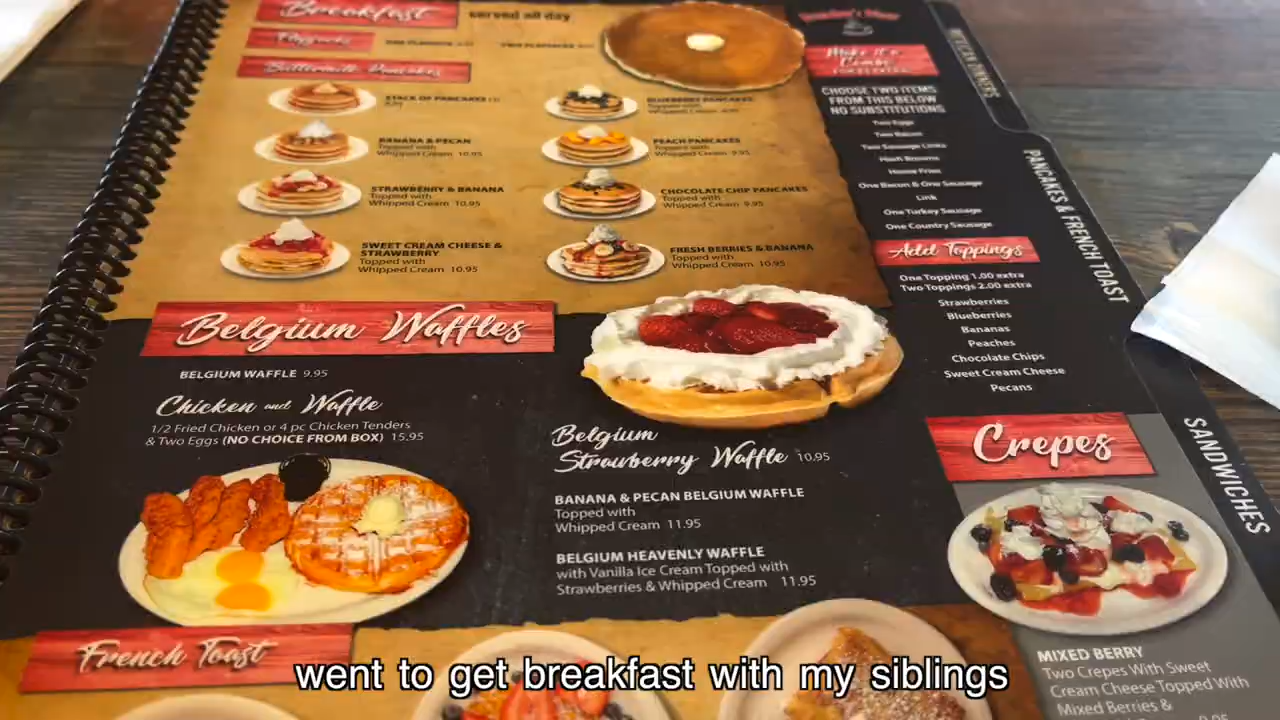 Breakfast served all day
Buttermilk Pancakes
STACK OF PANCAKES
BANANA & PECAN
Topped with
Whipped Cream 10.95
STRAWBERRY & BANANA
Topped with
Whipped Cream 10.95
SWEET CREAM CHEESE &
STRAWBERRY
Topped with
Whipped Cream 10.95
BLUEBERRY PANCAKES
Topped with
Whipped Cream
PEACH PANCAKES
Topped with
Whipped Cream 9.95
CHOCOLATE CHIP PANCAKES
Topped with
Whipped Cream 9.95
FRESH BERRIES & BANANA
Topped with
Whipped Cream 10.95
Make it a
Combo
CHOOSE TWO ITEMS
FROM THIS BELOW
NO SUBSTITUTIONS
Two Eggs
Two Bacon
Two Sausage Links
Hash Browns
Home Fries
One Bacon & One Sausage
Link
One Turkey Sausage
One Country Sausage
Add Toppings
One Topping 1.00 extra
Two Toppings 2.00 extra
Strawberries
Blueberries
Bananas
Peaches
Chocolate Chips
Sweet Cream Cheese
Pecans
PANCAKES & FRENCH TOAST
SANDWICHES
Belgium Waffles
BELGIUM WAFFLE 9.95
Chicken and Waffle
1/2 Fried Chicken or 4 pc Chicken Tenders
& Two Eggs (NO CHOICE FROM BOX) 15.95
Belgium
Strawberry Waffle 10.95
BANANA & PECAN BELGIUM WAFFLE
Topped with
Whipped Cream 11.95
BELGIUM HEAVENLY WAFFLE
with Vanilla Ice Cream Topped with
Strawberries & Whipped Cream 11.95
Crepes
MIXED BERRY
Two Crepes With Sweet
Cream Cheese Topped With
Mixed Berries &
French Toast
went to get breakfast with my siblings